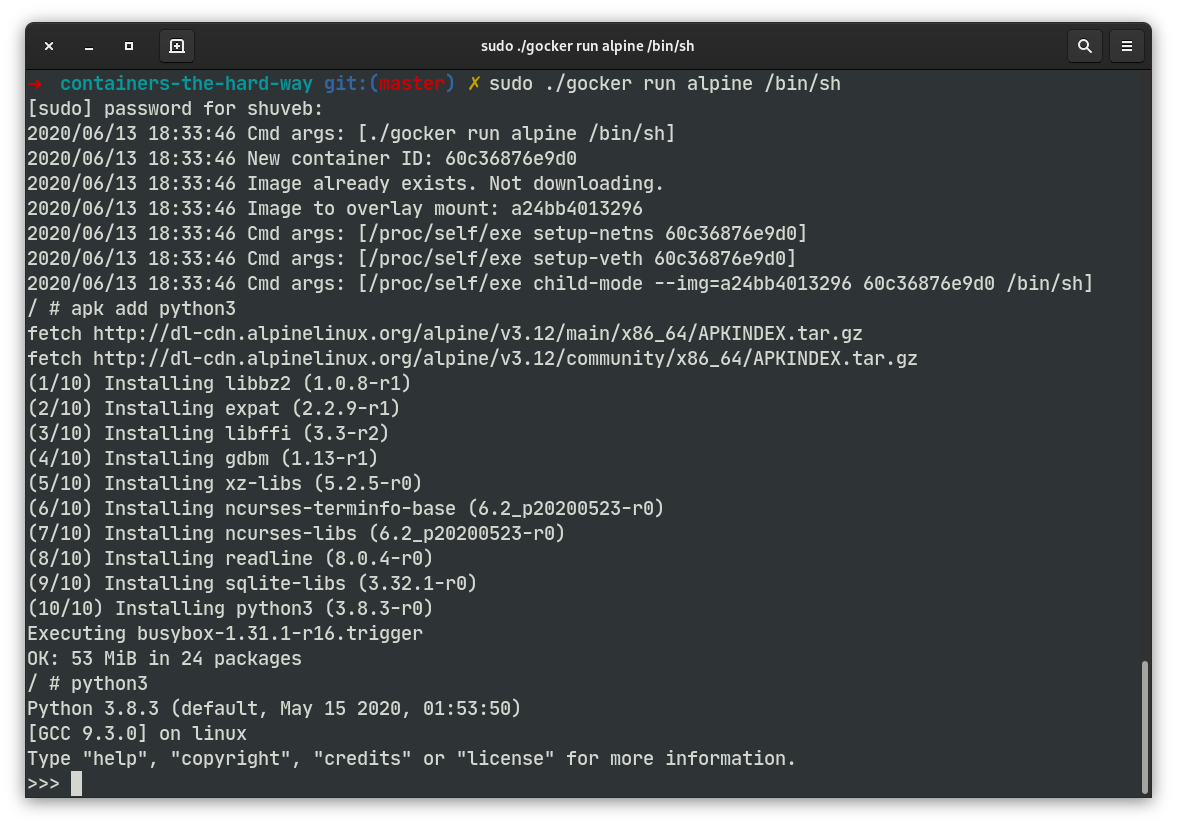 sudo ./gocker run alpine /bin/sh
→ containers-the-hard-way git:(master) ✗ sudo ./gocker run alpine /bin/sh
[sudo] password for shuveb:
2020/06/13 18:33:46 Cmd args: [./gocker run alpine /bin/sh]
2020/06/13 18:33:46 New container ID: 60c36876e9d0
2020/06/13 18:33:46 Image already exists. Not downloading.
2020/06/13 18:33:46 Image to overlay mount: a24bb4013296
2020/06/13 18:33:46 Cmd args: [/proc/self/exe setup-netns 60c36876e9d0]
2020/06/13 18:33:46 Cmd args: [/proc/self/exe setup-veth 60c36876e9d0]
2020/06/13 18:33:46 Cmd args: [/proc/self/exe child-mode --img=a24bb4013296 60c36876e9d0 /bin/sh]
/ # apk add python3
fetch http://dl-cdn.alpinelinux.org/alpine/v3.12/main/x86_64/APKINDEX.tar.gz
fetch http://dl-cdn.alpinelinux.org/alpine/v3.12/community/x86_64/APKINDEX.tar.gz
(1/10) Installing libbz2 (1.0.8-r1)
(2/10) Installing expat (2.2.9-r1)
(3/10) Installing libffi (3.3-r2)
(4/10) Installing gdbm (1.13-r1)
(5/10) Installing xz-libs (5.2.5-r0)
(6/10) Installing ncurses-terminfo-base (6.2_p20200523-r0)
(7/10) Installing ncurses-libs (6.2_p20200523-r0)
(8/10) Installing readline (8.0.4-r0)
(9/10) Installing sqlite-libs (3.32.1-r0)
(10/10) Installing python3 (3.8.3-r0)
Executing busybox-1.31.1-r16.trigger
OK: 53 MiB in 24 packages
/ # python3
Python 3.8.3 (default, May 15 2020, 01:53:50)
[GCC 9.3.0] on linux
Type "help", "copyright", "credits" or "license" for more information.
>>>